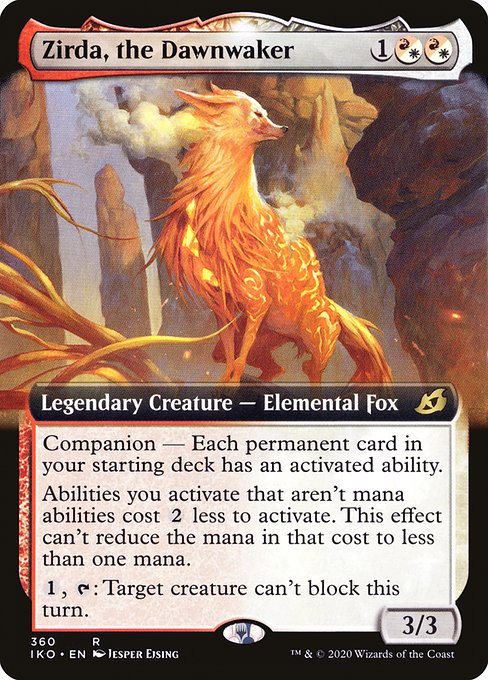 Zirda, the Dawnwaker 1
Legendary Creature — Elemental Fox
Companion — Each permanent card in
your starting deck has an activated ability.
Abilities you activate that aren't mana
abilities cost 2 less to activate. This effect
can't reduce the mana in that cost to less
than one mana.
1, : Target creature can't block this
turn.
3/3
360 R
IKO • EN Jesper Ejsing
™ & © 2020 Wizards of the Coast